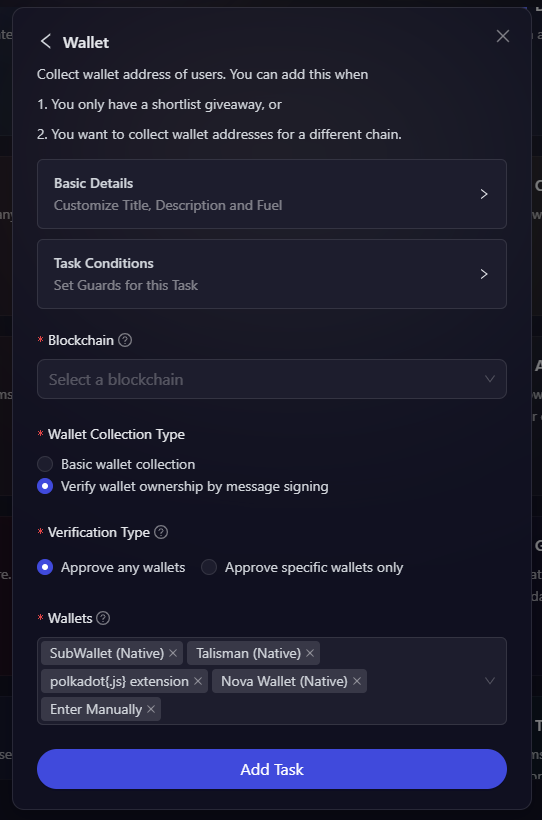 Wallet
Collect wallet address of users. You can add this when
1. You only have a shortlist giveaway, or
2. You want to collect wallet addresses for a different chain.
Basic Details
Customize Title, Description and Fuel
Task Conditions
Set Guards for this Task
* Blockchain
Select a blockchain
* Wallet Collection Type
Basic wallet collection
Verify wallet ownership by message signing
* Verification Type
Approve any wallets
Approve specific wallets only
* Wallets
SubWallet (Native) × Talisman (Native) ×
polkadot{.js} extension × Nova Wallet (Native) ×
Enter Manually ×
Add Task